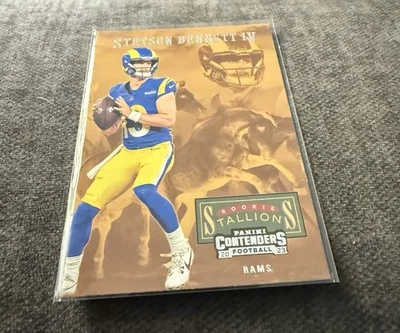 STETSON BENNETT IV
ROOKIE
STALLIONS
PANINI
CONTENDERS
20 FOOTBALL 23
RAMS